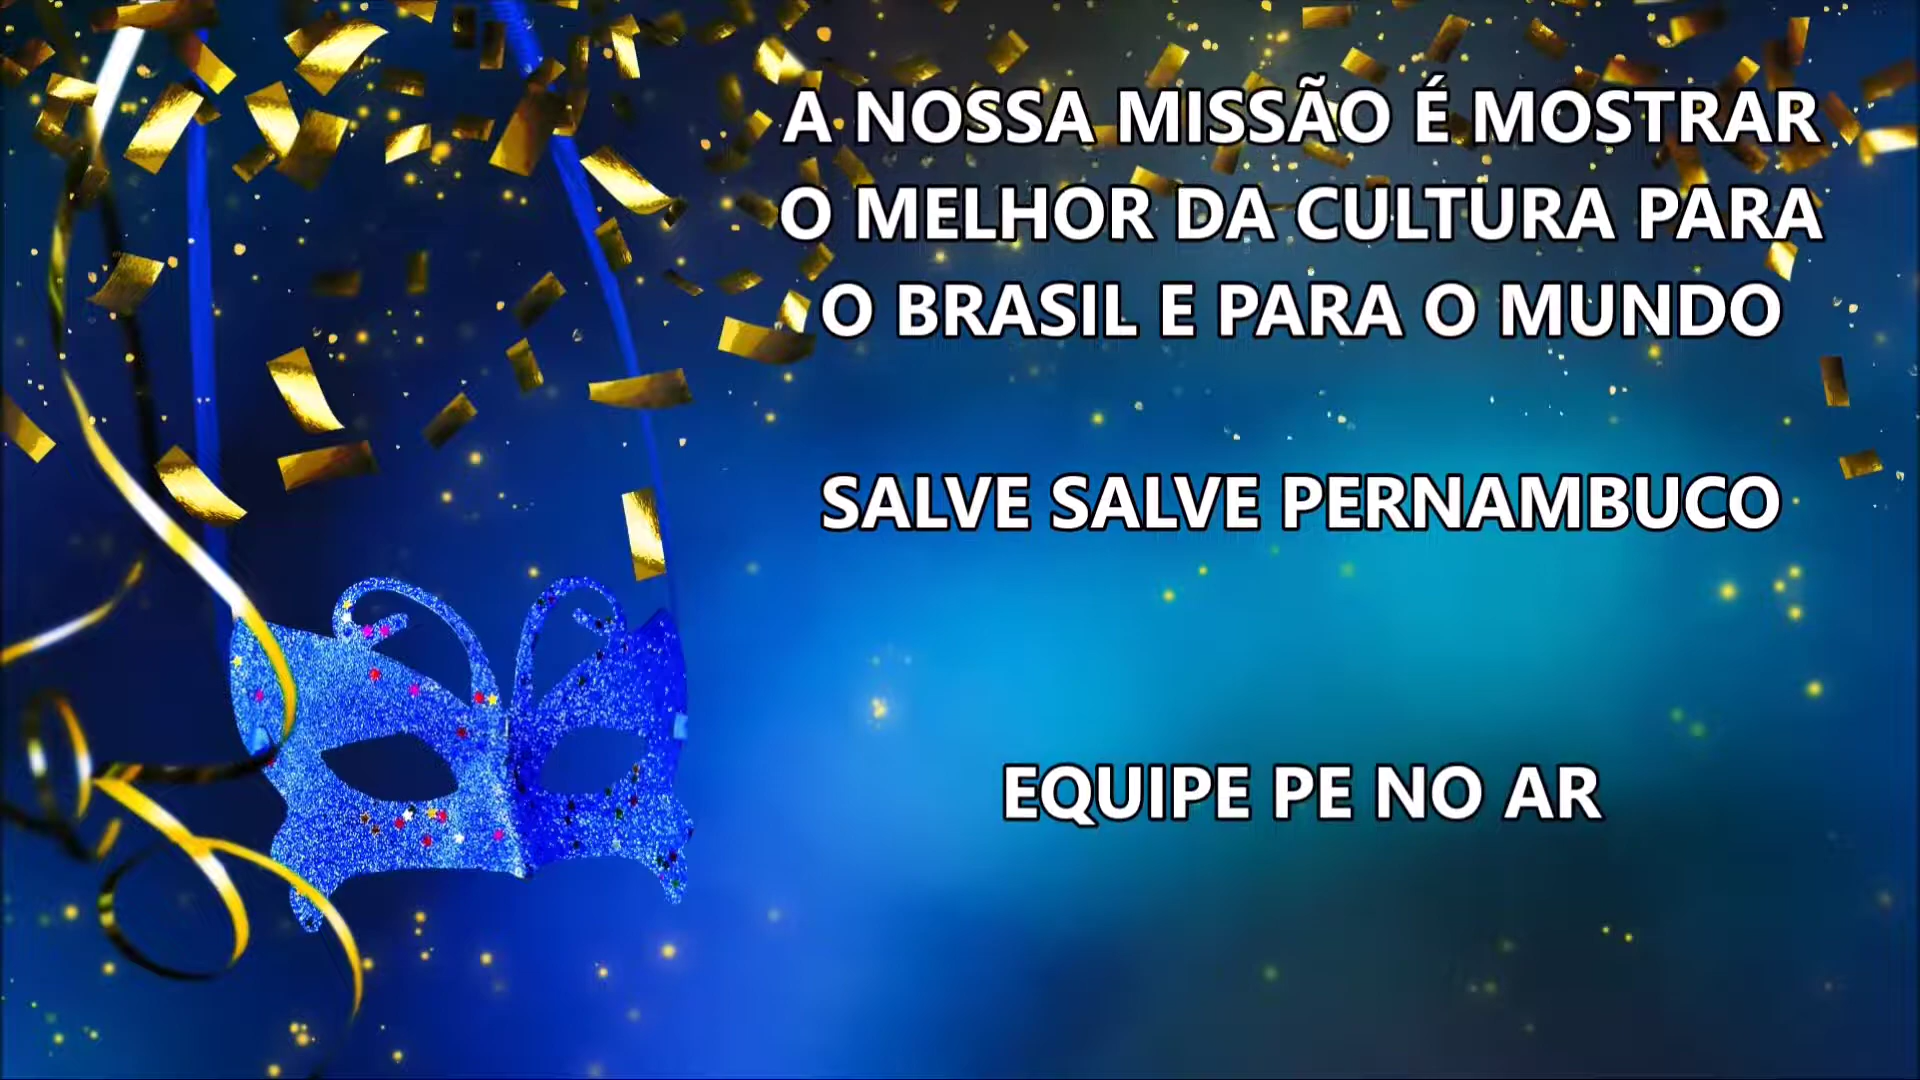 A NOSSA MISSÃO É MOSTRAR
O MELHOR DA CULTURA PARA
O BRASIL E PARA O MUNDO
SALVE SALVE PERNAMBUCO
EQUIPE PE NO AR